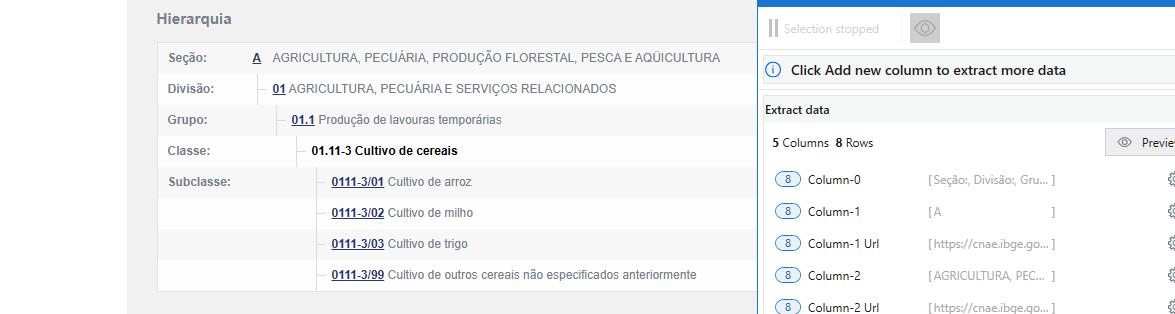 Hierarquia
Seção: A AGRICULTURA, PECUÁRIA, PRODUÇÃO FLORESTAL, PESCA E AQÜICULTURA
Divisão: 01 AGRICULTURA, PECUÁRIA E SERVIÇOS RELACIONADOS
Grupo: 01.1 Produção de lavouras temporárias
Classe: 01.11-3 Cultivo de cereais
Subclasse: 0111-3/01 Cultivo de arroz
0111-3/02 Cultivo de milho
0111-3/03 Cultivo de trigo
0111-3/99 Cultivo de outros cereais não especificados anteriormente
Selection stopped
Click Add new column to extract more data
Extract data
5 Columns 8 Rows
Previe
8 Column-0 [Seção:, Divisão:, Gru... ]
8 Column-1 [A ]
8 Column-1 Url [https://cnae.ibge.go... ]
8 Column-2 [AGRICULTURA, PEC... ]
8 Column-2 Url [https://cnae.ibge.go... ]